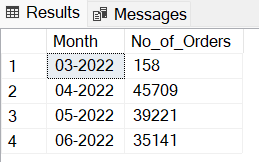 Results Messages
Month No_of_Orders
1 03-2022 158
2 04-2022 45709
3 05-2022 39221
4 06-2022 35141